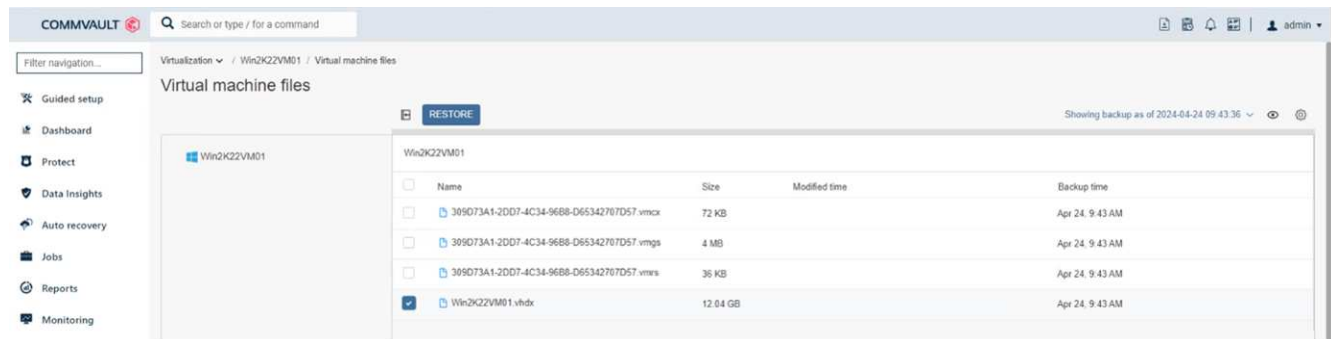 COMMVAULT
Search or type / for a command
admin
Filter navigation...
Virtualization / Win2K22VM01 / Virtual machine files
Virtual machine files
Guided setup
Dashboard
Protect
Data Insights
Auto recovery
Jobs
Reports
Monitoring
RESTORE
Showing backup as of 2024-04-24 09:43:36
Win2K22VM01
Win2K22VM01
Name Size Modified time Backup time
309D73A1-2DD7-4C34-96B8-D65342707D57.vmcx 72 KB Apr 24, 9:43 AM
309D73A1-2DD7-4C34-96B8-D65342707D57.vmgs 4 MB Apr 24, 9:43 AM
309D73A1-2DD7-4C34-96B8-D65342707D57.vmrs 36 KB Apr 24, 9:43 AM
Win2K22VM01.vhdx 12.04 GB Apr 24, 9:43 AM